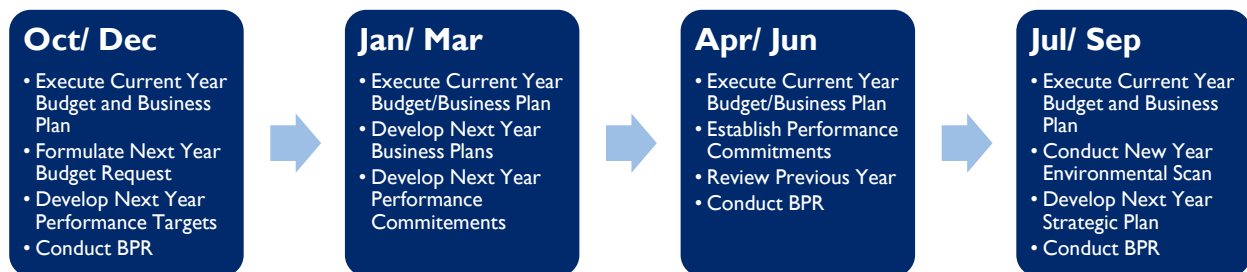 Oct/ Dec
• Execute Current Year
Budget and Business
Plan
• Formulate Next Year
Budget Request
• Develop Next Year
Performance Targets
• Conduct BPR
Jan/ Mar
• Execute Current Year
Budget/Business Plan
• Develop Next Year
Business Plans
• Develop Next Year
Performance
Commitements
Apr/ Jun
• Execute Current Year
Budget/Business Plan
• Establish Performance
Commitments
• Review Previous Year
• Conduct BPR
Jul/ Sep
• Execute Current Year
Budget and Business
Plan
• Conduct New Year
Environmental Scan
• Develop Next Year
Strategic Plan
• Conduct BPR